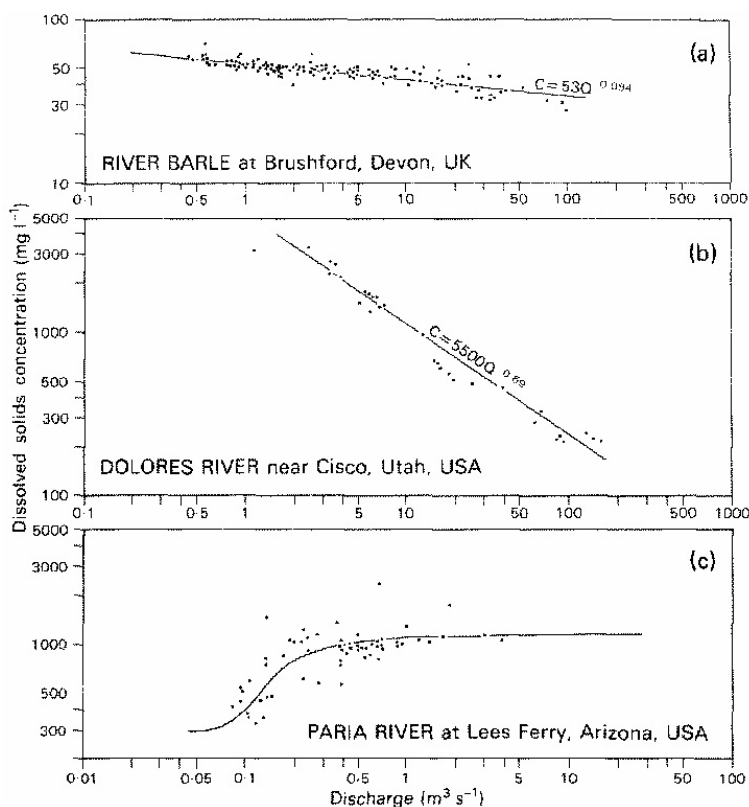 Dissolved solids concentration (mg l⁻¹)
100
50
30
10
(a)
C=53Q 0·094
RIVER BARLE at Brushford, Devon, UK
0·1 0·5 1 5 10 50 100 500 1000
5000
3000
1000
500
300
100
(b)
C=5500Q 0·69
DOLORES RIVER near Cisco, Utah, USA
0·1 0·5 1 5 10 50 100 500 1000
5000
3000
1000
500
300
(c)
PARIA RIVER at Lees Ferry, Arizona, USA
0·01 0·05 0·1 0·5 1 5 10 50 100
Discharge (m³ s⁻¹)